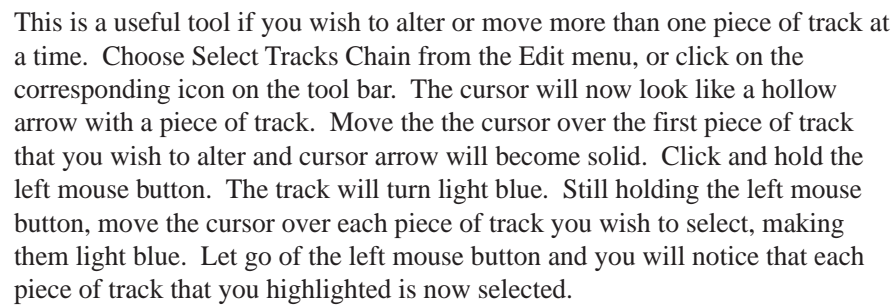 This is a useful tool if you wish to alter or move more than one piece of track at
a time.  Choose Select Tracks Chain from the Edit menu, or click on the
corresponding icon on the tool bar.  The cursor will now look like a hollow
arrow with a piece of track.  Move the the cursor over the first piece of track
that you wish to alter and cursor arrow will become solid.  Click and hold the
left mouse button.  The track will turn light blue.  Still holding the left mouse
button, move the cursor over each piece of track you wish to select, making
them light blue.  Let go of the left mouse button and you will notice that each
piece of track that you highlighted is now selected.